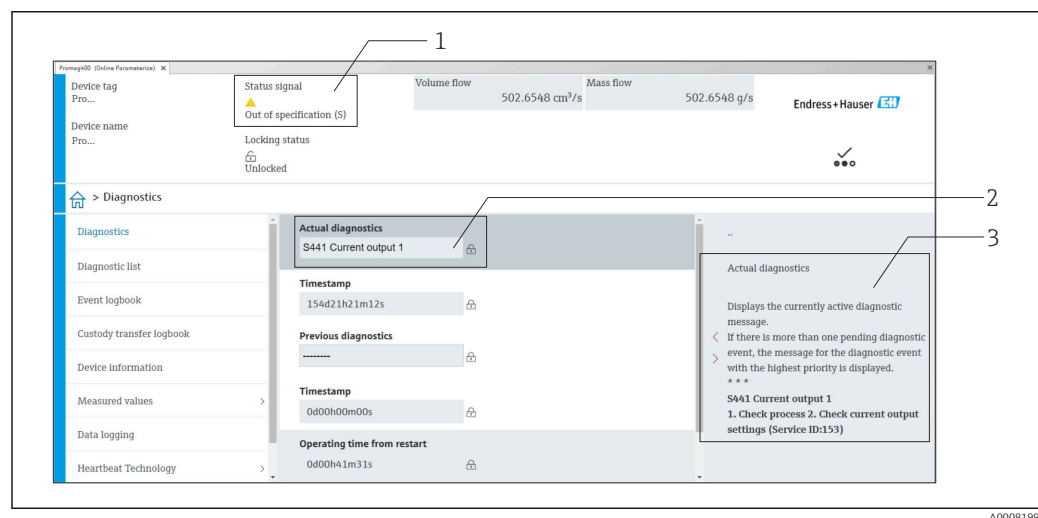 1
Promag400 (Online Parameterize) ×
×
Device tag
Pro...
Device name
Pro...
Status signal
Out of specification (S)
Locking status
Unlocked
Volume flow
502.6548 cm³/s
Mass flow
502.6548 g/s
Endress+Hauser EH
> Diagnostics
2
3
Diagnostics
Diagnostic list
Event logbook
Custody transfer logbook
Device information
Measured values >
Data logging
Heartbeat Technology >
Actual diagnostics
S441 Current output 1
Timestamp
154d21h21m12s
Previous diagnostics
--------
Timestamp
0d00h00m00s
Operating time from restart
0d00h41m31s
..
Actual diagnostics
Displays the currently active diagnostic
message.
If there is more than one pending diagnostic
event, the message for the diagnostic event
with the highest priority is displayed.
* * *
S441 Current output 1
1. Check process 2. Check current output
settings (Service ID:153)
A0008199